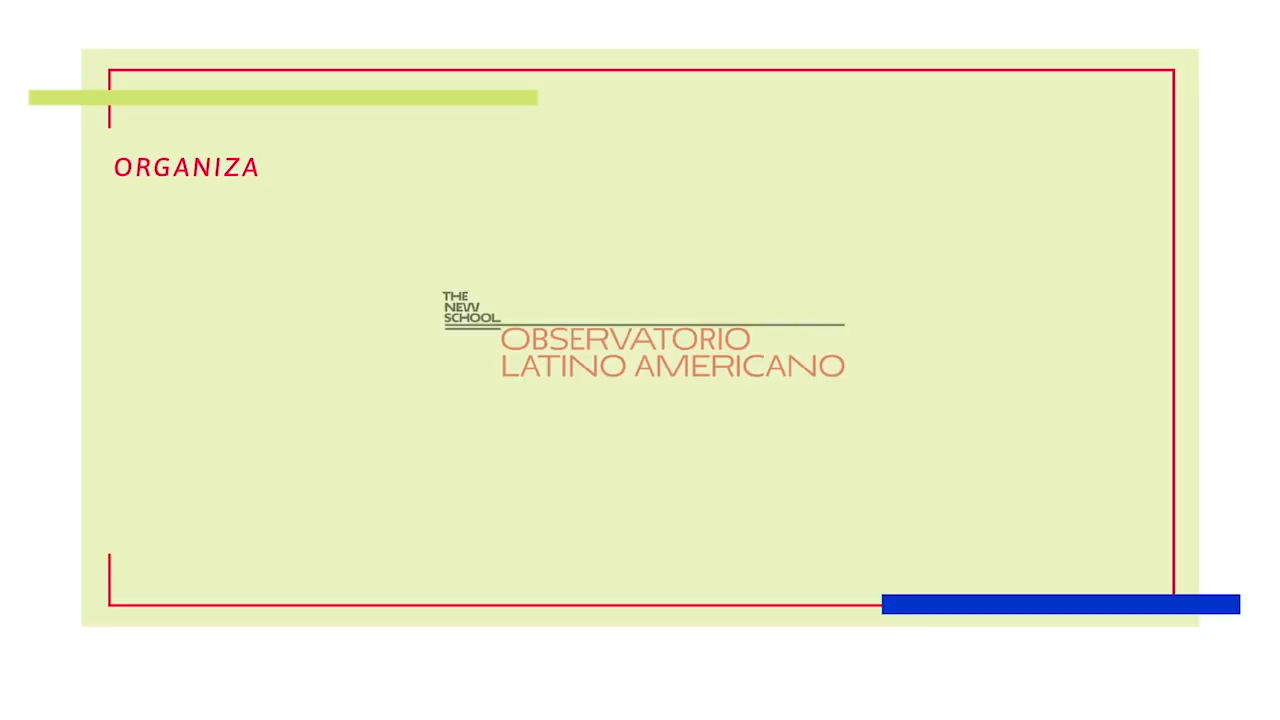 ORGANIZA
THE
NEW
SCHOOL
OBSERVATORIO
LATINO AMERICANO